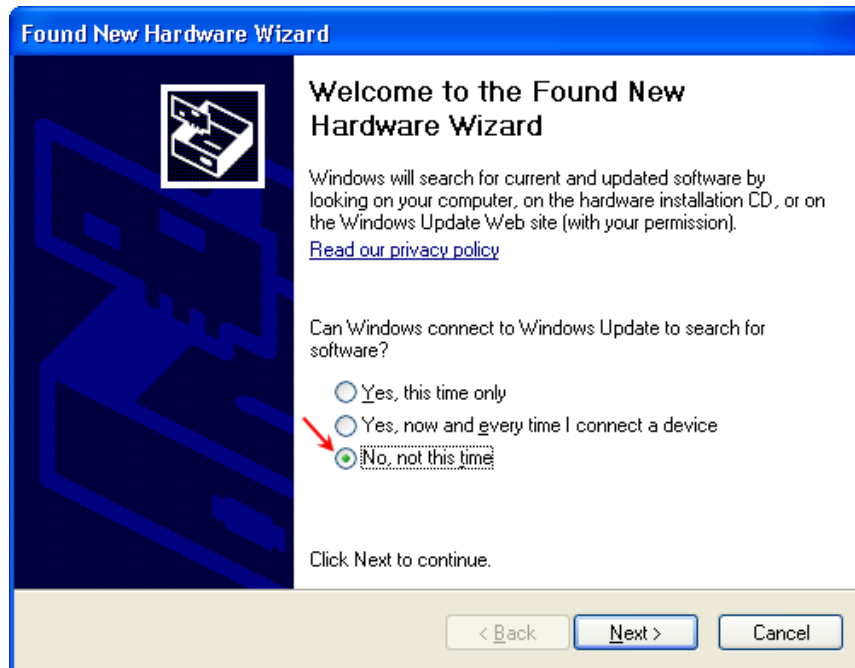 Found New Hardware Wizard
Welcome to the Found New
Hardware Wizard
Windows will search for current and updated software by
looking on your computer, on the hardware installation CD, or on
the Windows Update Web site (with your permission).
Read our privacy policy
Can Windows connect to Windows Update to search for
software?
Yes, this time only
Yes, now and every time I connect a device
No, not this time
Click Next to continue.
< Back Next > Cancel